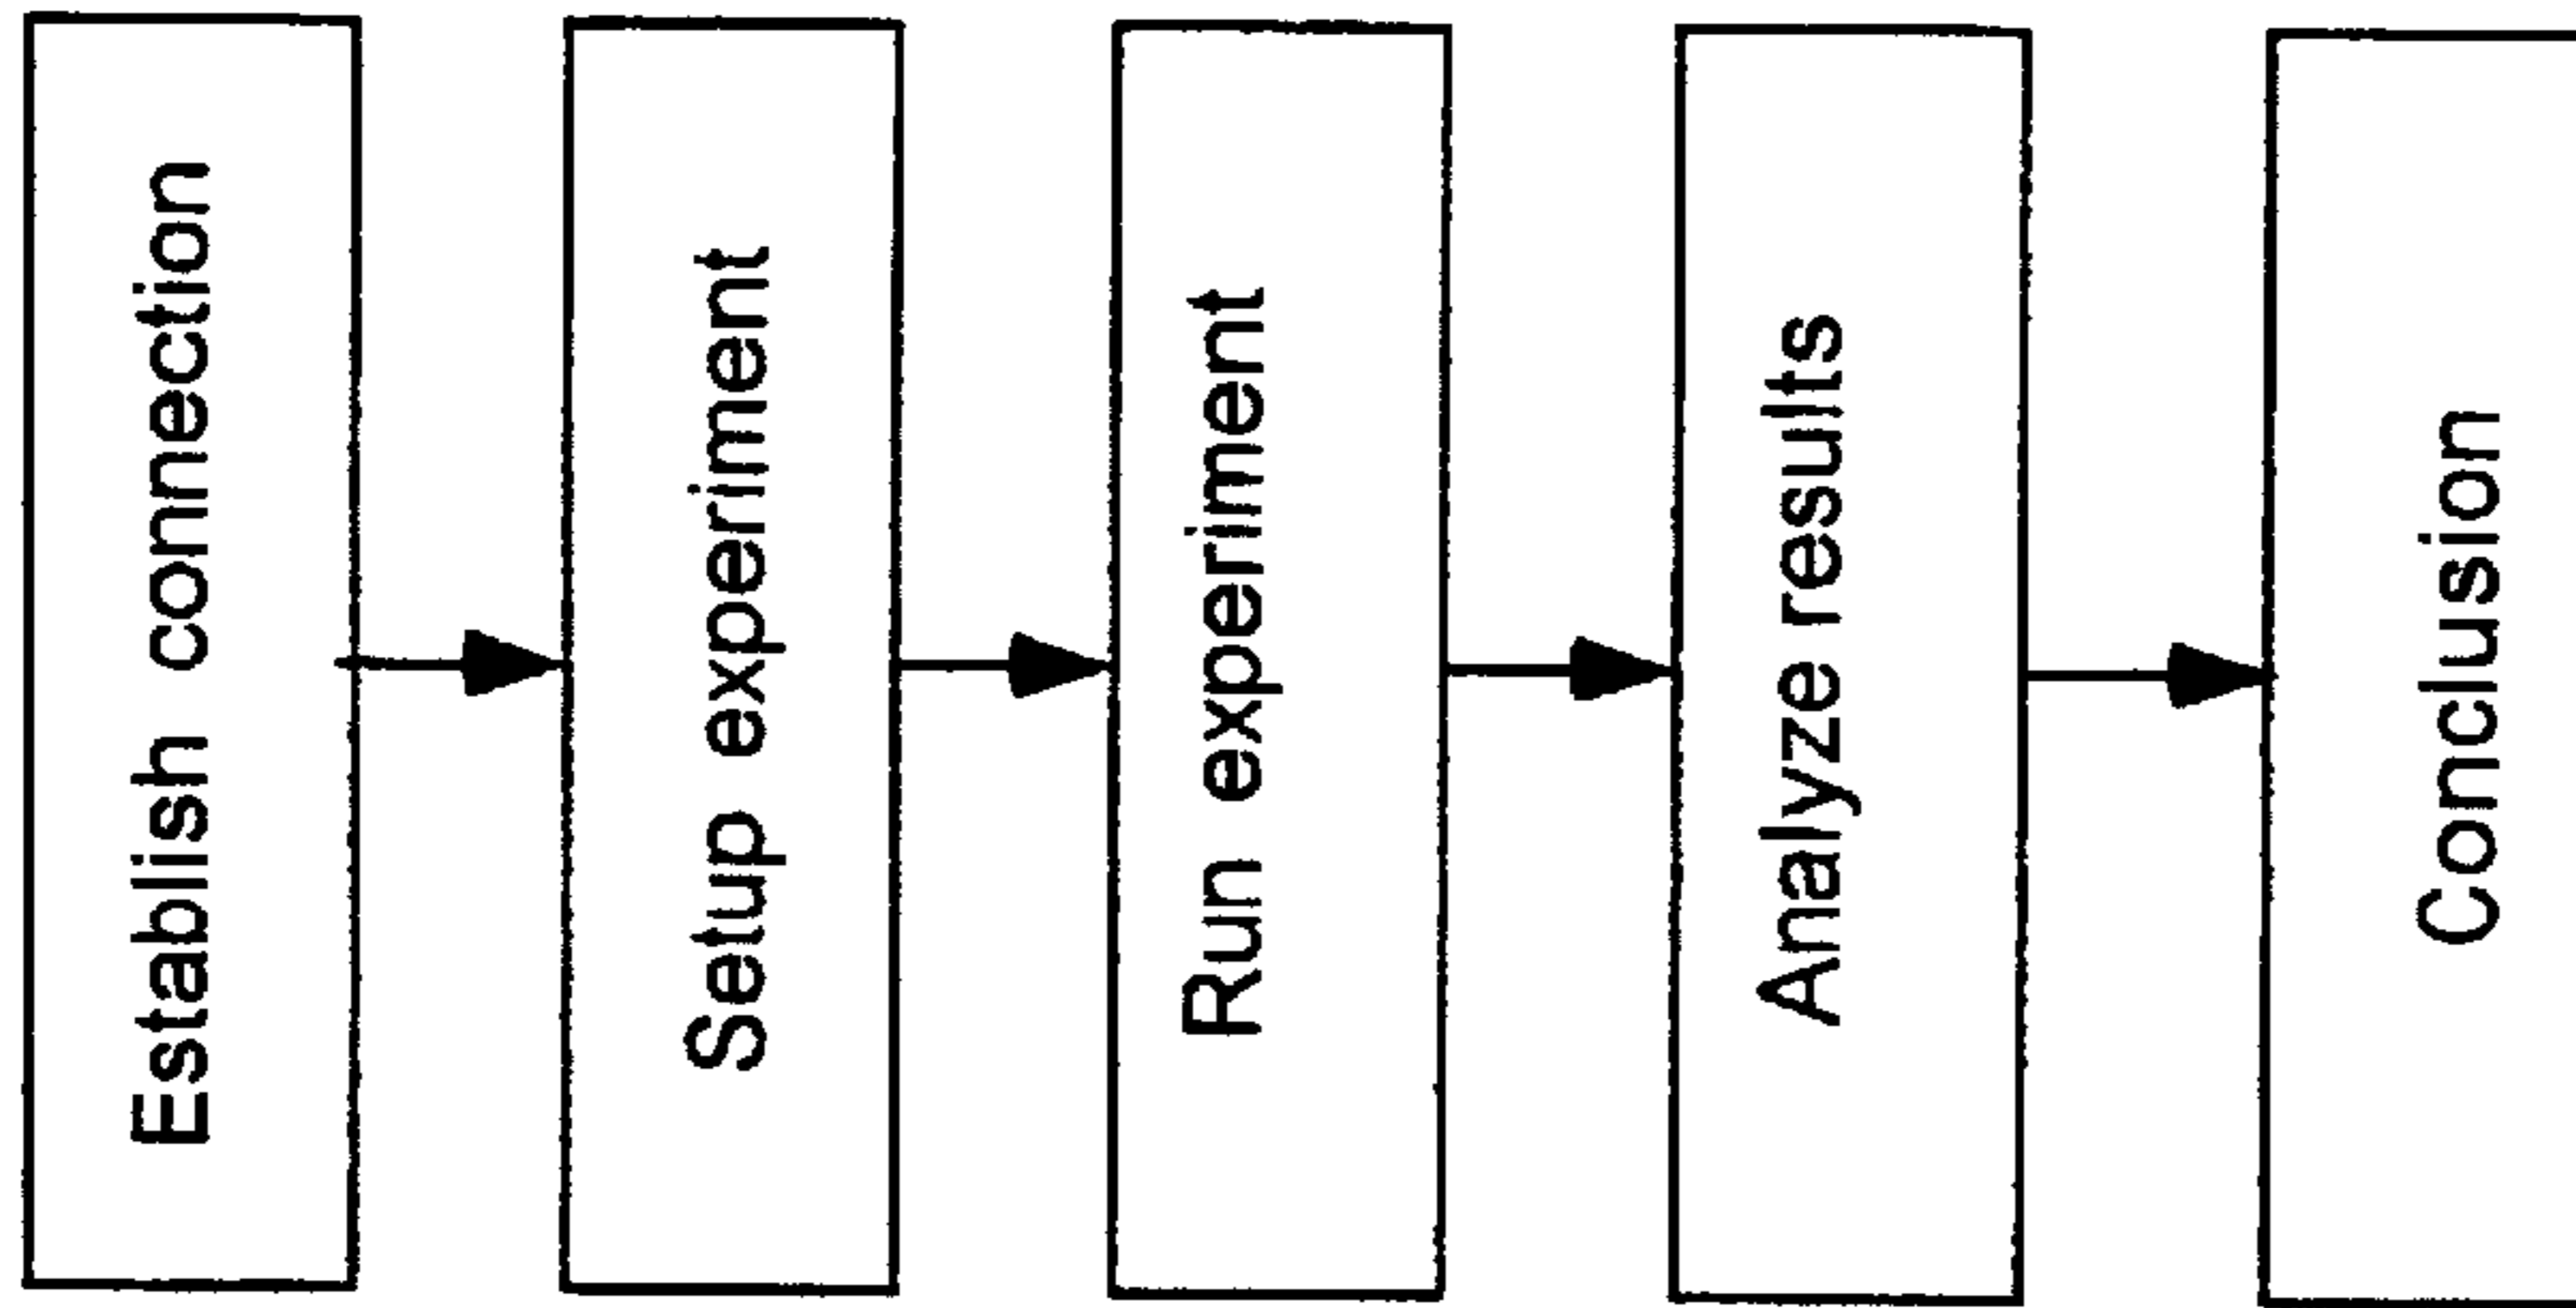 Establish connection
Setup experiment
Run experiment
Analyze results
Conclusion